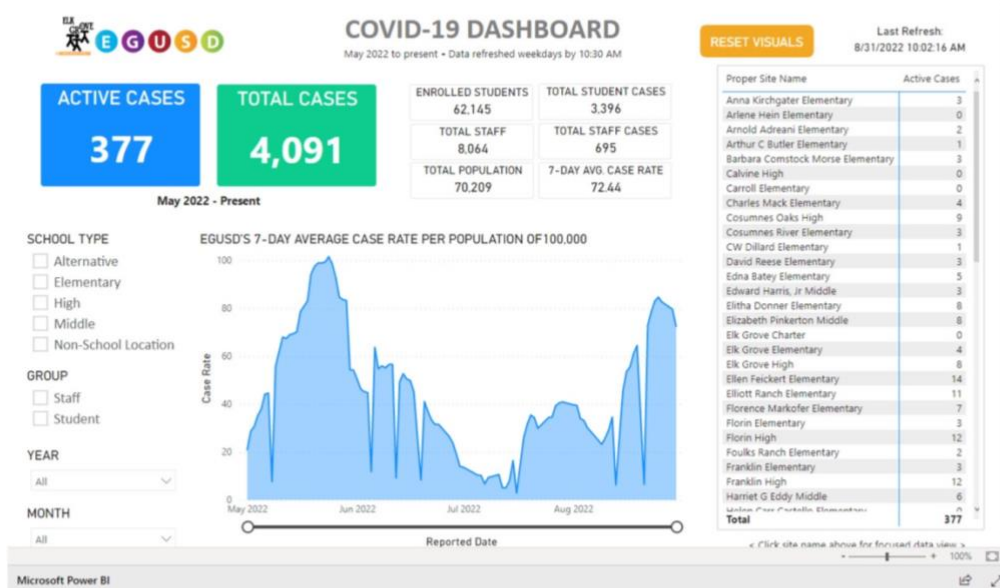 ELK GROVE
EGUSD
COVID-19 DASHBOARD
May 2022 to present • Data refreshed weekdays by 10:30 AM
RESET VISUALS
Last Refresh:
8/31/2022 10:02:16 AM
ACTIVE CASES
377
TOTAL CASES
4,091
May 2022 - Present
ENROLLED STUDENTS
62,145
TOTAL STUDENT CASES
3,396
TOTAL STAFF
8,064
TOTAL STAFF CASES
695
TOTAL POPULATION
70,209
7-DAY AVG. CASE RATE
72.44
SCHOOL TYPE
Alternative
Elementary
High
Middle
Non-School Location
GROUP
Staff
Student
YEAR
All
MONTH
All
EGUSD'S 7-DAY AVERAGE CASE RATE PER POPULATION OF100,000
Case Rate
100
80
60
40
20
0
May 2022 Jun 2022 Jul 2022 Aug 2022
Reported Date
Proper Site Name Active Cases
Anna Kirchgater Elementary 3
Arlene Hein Elementary 0
Arnold Adreani Elementary 2
Arthur C Butler Elementary 1
Barbara Comstock Morse Elementary 3
Calvine High 0
Carroll Elementary 0
Charles Mack Elementary 4
Cosumnes Oaks High 9
Cosumnes River Elementary 3
CW Dillard Elementary 1
David Reese Elementary 3
Edna Batey Elementary 5
Edward Harris, Jr Middle 3
Elitha Donner Elementary 8
Elizabeth Pinkerton Middle 8
Elk Grove Charter 0
Elk Grove Elementary 4
Elk Grove High 8
Ellen Feickert Elementary 14
Elliott Ranch Elementary 11
Florence Markofer Elementary 7
Florin Elementary 3
Florin High 12
Foulks Ranch Elementary 2
Franklin Elementary 3
Franklin High 12
Harriet G Eddy Middle 6
Helen Carr Castello Elementary 0
Total 377
< Click site name above for focused data view >
- + 100%
Microsoft Power BI